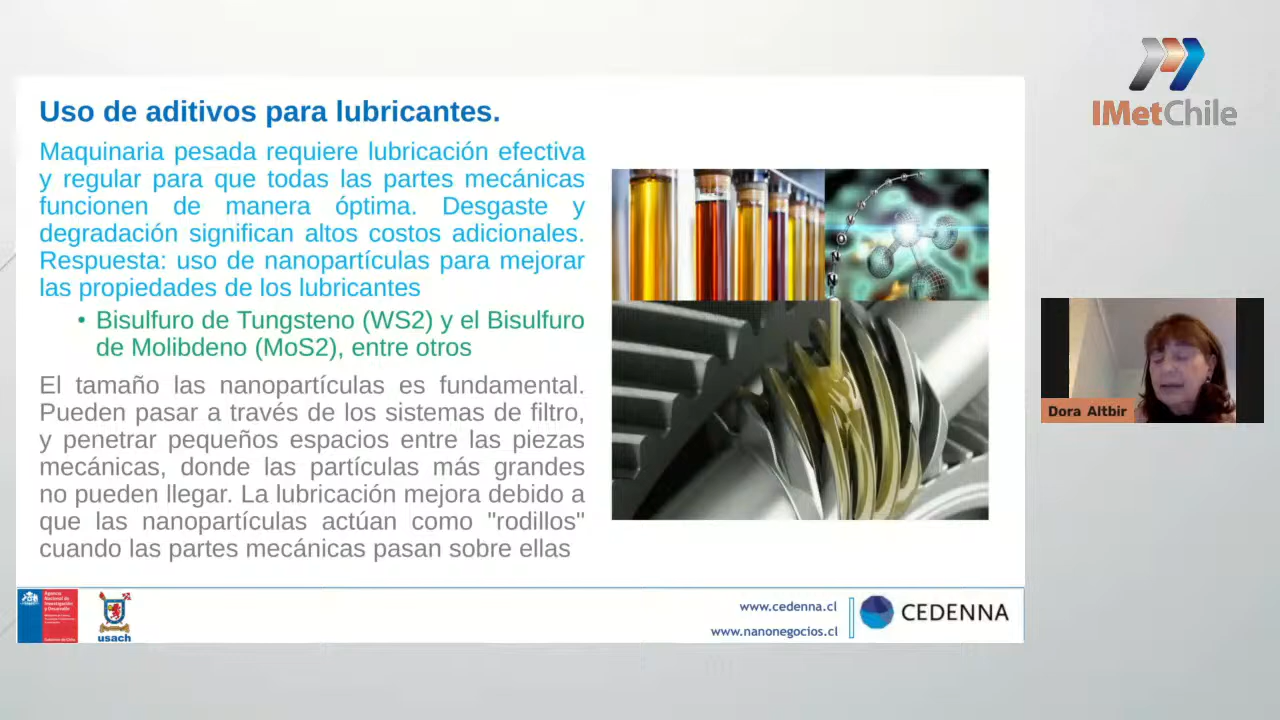 Uso de aditivos para lubricantes.
Maquinaria pesada requiere lubricación efectiva
y regular para que todas las partes mecánicas
funcionen de manera óptima. Desgaste y
degradación significan altos costos adicionales.
Respuesta: uso de nanopartículas para mejorar
las propiedades de los lubricantes
• Bisulfuro de Tungsteno (WS2) y el Bisulfuro
de Molibdeno (MoS2), entre otros
El tamaño las nanopartículas es fundamental.
Pueden pasar a través de los sistemas de filtro,
y penetrar pequeños espacios entre las piezas
mecánicas, donde las partículas más grandes
no pueden llegar. La lubricación mejora debido a
que las nanopartículas actúan como "rodillos"
cuando las partes mecánicas pasan sobre ellas
IMetChile
Dora Altbir
Agencia
Nacional de
Investigación
y Desarrollo
usach
www.cedenna.cl
www.nanonegocios.cl
CEDENNA